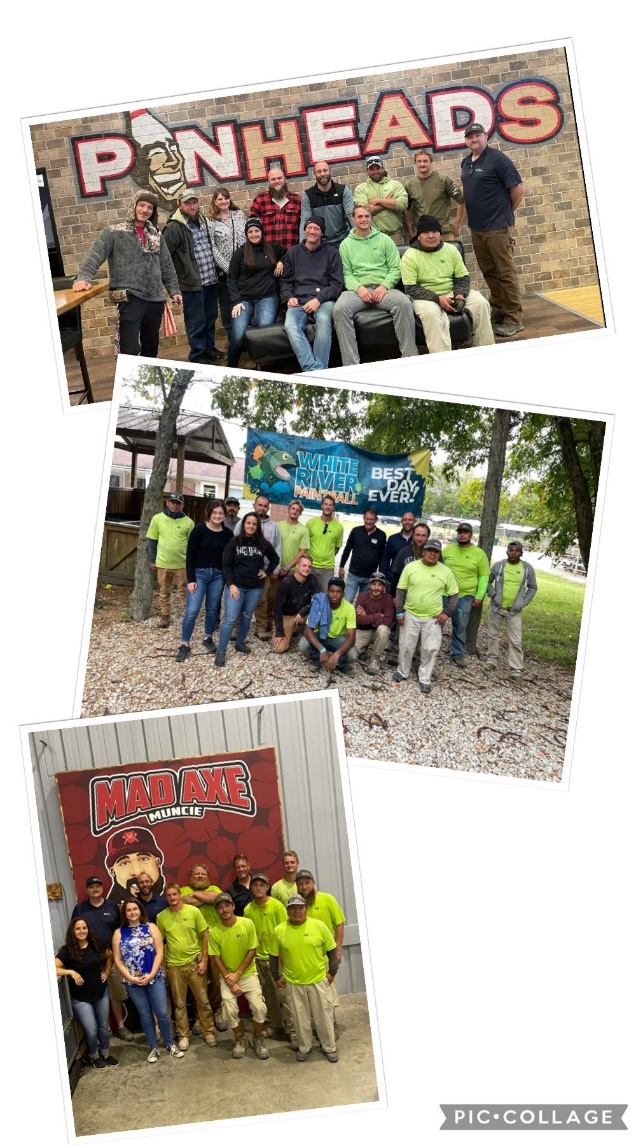 PINHEADS
WHITE
RIVER
PAINTBALL
BEST
DAY
EVER!
MAD AXE
MUNCIE
PIC•COLLAGE